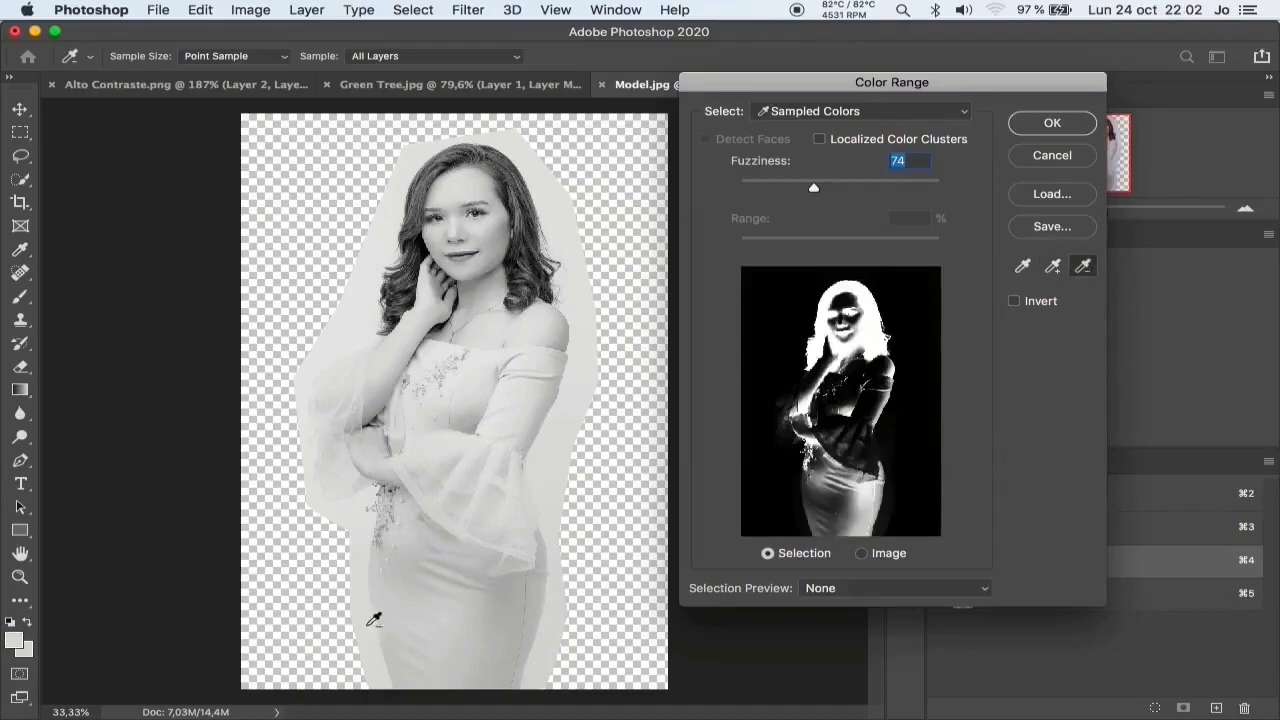 Photoshop File Edit Image Layer Type Select Filter 3D View Window Help 82°C / 82°C 4531 RPM 97 % Lun 24 oct 22 02 Jo
Adobe Photoshop 2020
Sample Size: Point Sample Sample: All Layers
Alto Contraste.png @ 187% (Layer 2, Laye... Green Tree.jpg @ 79,6% (Layer 1, Layer M... Model.jpg @
Color Range
Select: Sampled Colors
OK
Detect Faces Localized Color Clusters
Fuzziness: 74
Cancel
Load...
Range: %
Save...
Invert
Selection Image
Selection Preview: None
⌘2
⌘3
⌘4
⌘5
33,33% Doc: 7,03M/14,4M